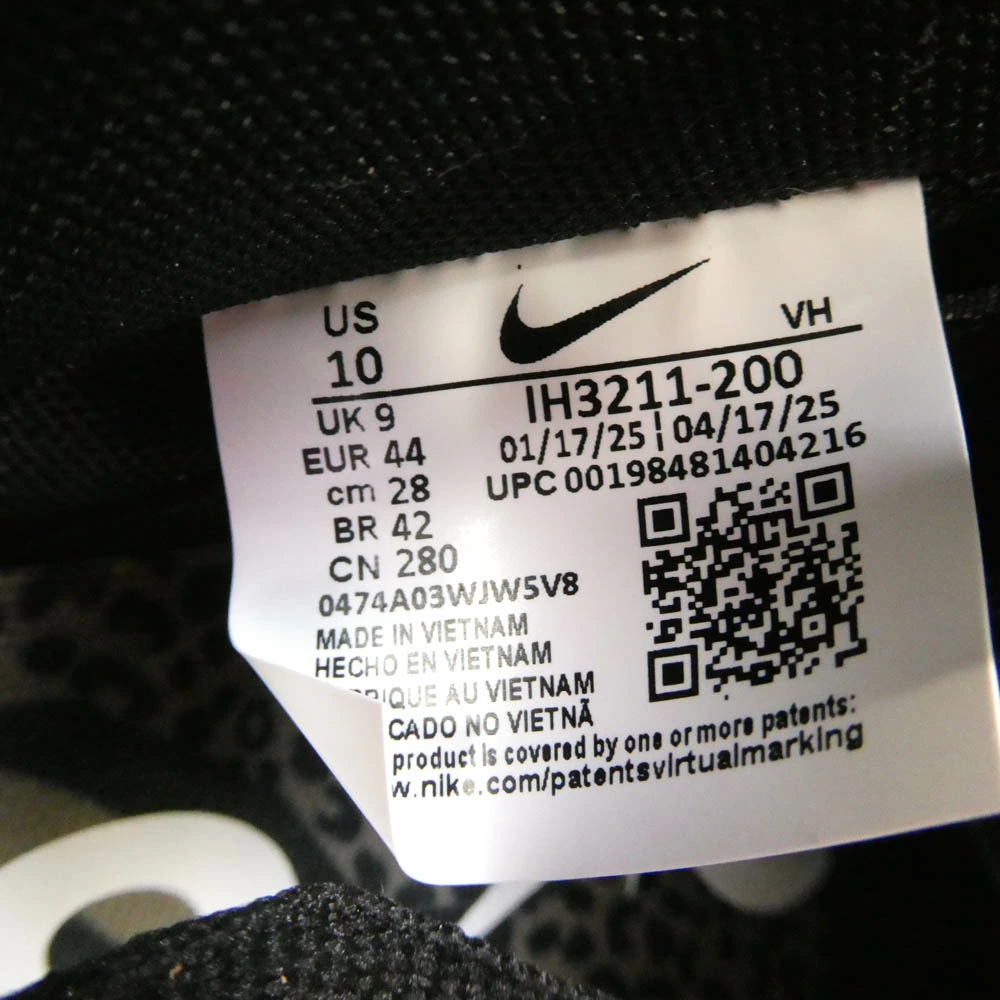 US
10
VH
UK 9
IH3211-200
EUR 44
01/17/25 | 04/17/25
cm 28
UPC 00198481404216
BR 42
CN 280
0474A03WJW5V8
MADE IN VIETNAM
HECHO EN VIETNAM
RIQUE AU VIETNAM
CADO NO VIETNÃ
product is covered by one or more patents:
w.nike.com/patentsvirtualmarking